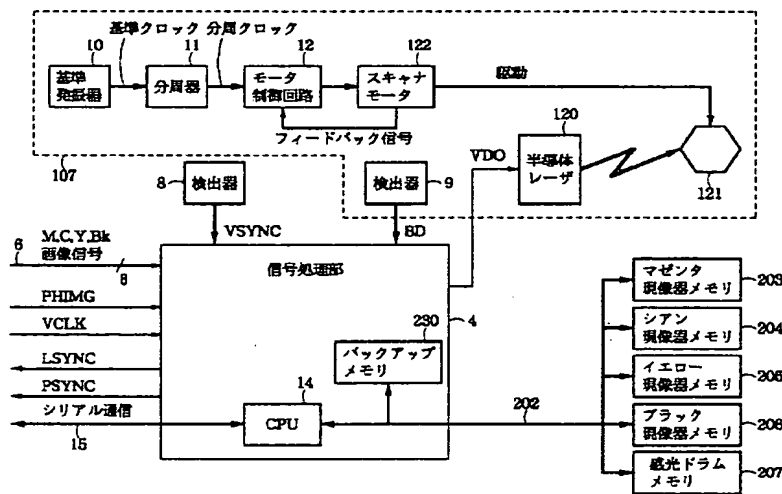 基準クロック 分周クロック
10
11
12
122
基準
発振器
分周器
モータ
制御回路
スキャナ
モータ
駆動
フィードバック信号
120
107
8
検出器
検出器
9
VDO
半導体
レーザ
121
VSYNC
BD
6
M,C,Y,Bk
画像信号
8
信号処理部
PHIMG
VCLK
4
LSYNC
PSYNC
シリアル通信
15
230
バックアップ
メモリ
14
CPU
202
マゼンタ
現像器メモリ
203
シアン
現像器メモリ
204
イエロー
現像器メモリ
205
ブラック
現像器メモリ
206
感光ドラム
メモリ
207